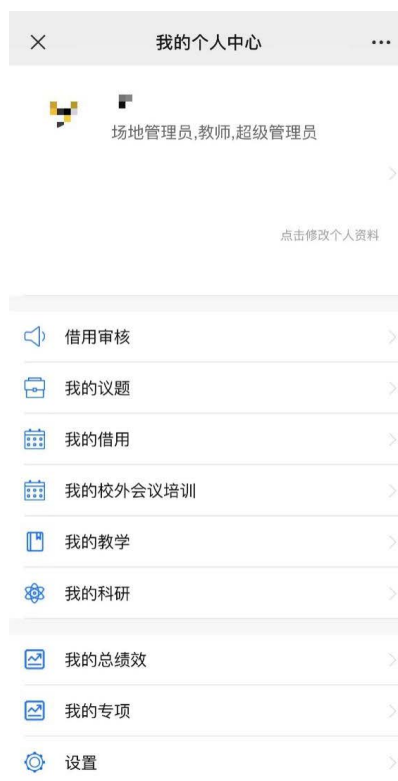 我的个人中心
场地管理员,教师,超级管理员
点击修改个人资料
借用审核
我的议题
我的借用
我的校外会议培训
我的教学
我的科研
我的总绩效
我的专项
设置